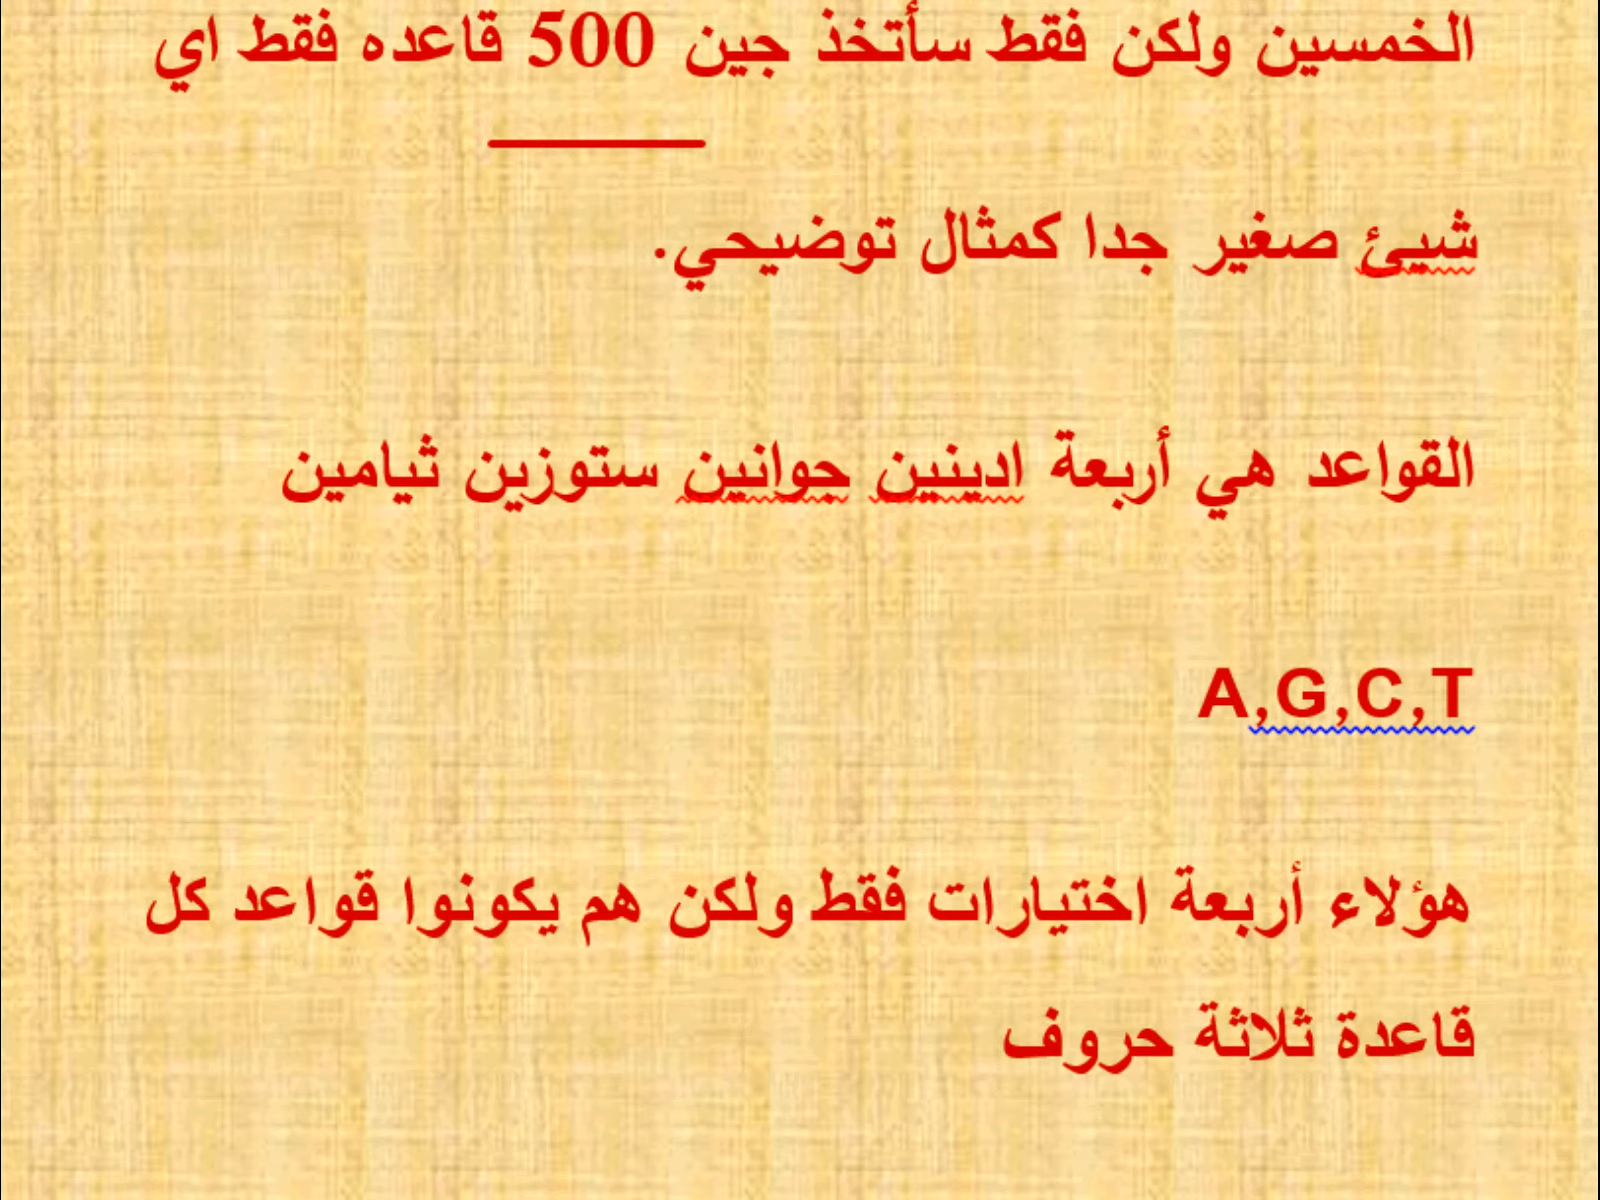 الخمسين ولكن فقط سأتخذ جين 500 قاعده فقط اي
شيئ صغير جدا كمثال توضيحي.
القواعد هي أربعة ادينين جوانين ستوزين ثيامين
A,G,C,T
هؤلاء أربعة اختيارات فقط ولكن هم يكونوا قواعد كل
قاعدة ثلاثة حروف